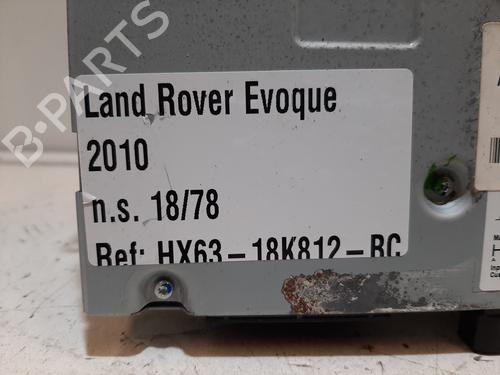 B-PARTS
Land Rover Evoque
2010
n.s. 18/78
Ref: HX63-18K812-BC